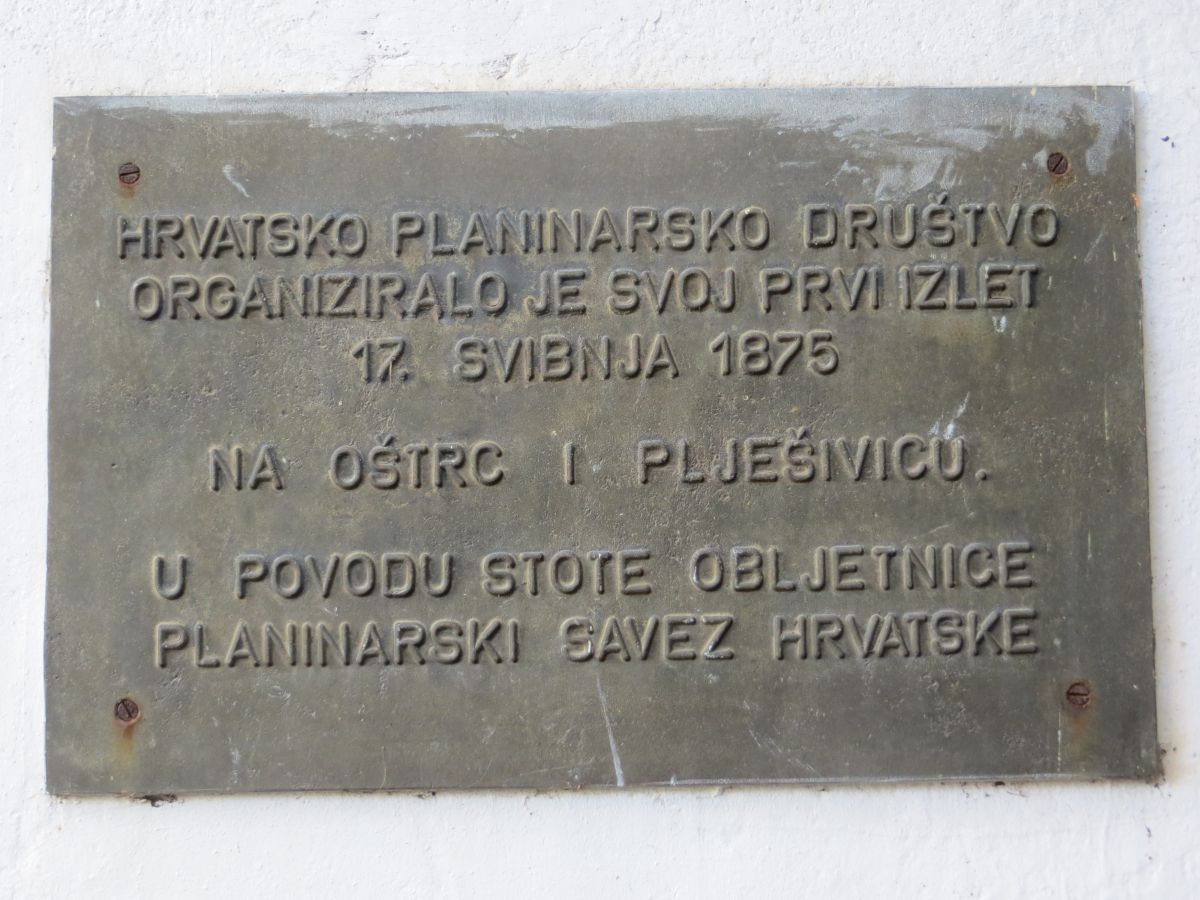 HRVATSKO PLANINARSKO DRUŠTVO
ORGANIZIRALO JE SVOJ PRVI IZLET
17. SVIBNJA 1875
NA OŠTRC I PLJEŠIVICU.
U POVODU STOTE OBLJETNICE
PLANINARSKI SAVEZ HRVATSKE